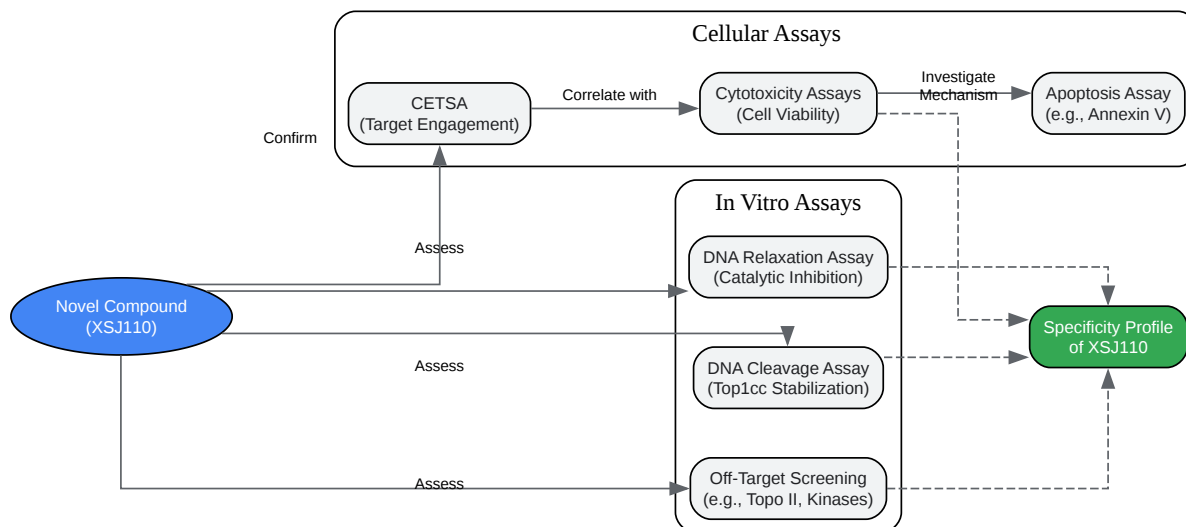 Cellular Assays
CETSA
(Target Engagement)
Correlate with
Cytotoxicity Assays
(Cell Viability)
Investigate
Mechanism
Apoptosis Assay
(e.g., Annexin V)
Confirm
In Vitro Assays
Assess
DNA Relaxation Assay
(Catalytic Inhibition)
Novel Compound
(XSJ110)
Specificity Profile
of XSJ110
Assess
DNA Cleavage Assay
(Top1cc Stabilization)
Assess
Off-Target Screening
(e.g., Topo II, Kinases)